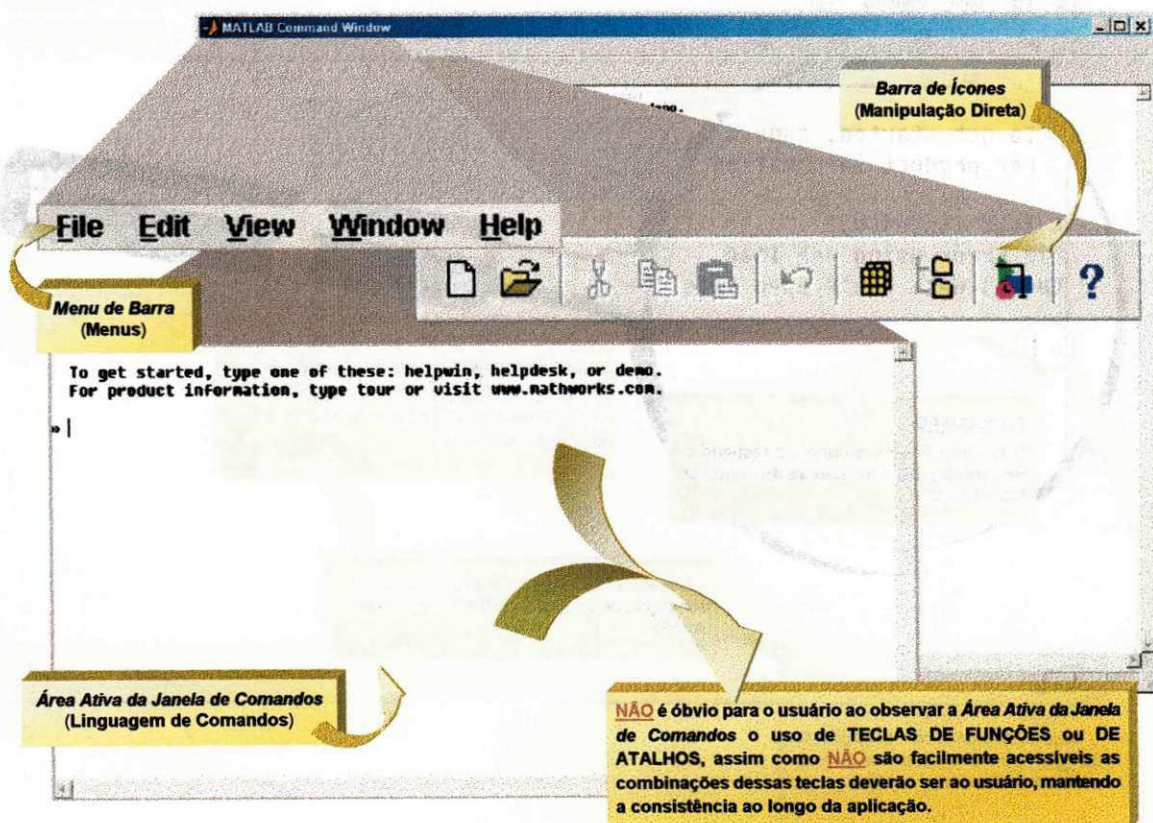 MATLAB Command Window
Barra de Ícones
(Manipulação Direta)
File Edit View Window Help
Menu de Barra
(Menus)
To get started, type one of these: helpwin, helpdesk, or demo.
For product information, type tour or visit www.mathworks.com.
» |
Área Ativa da Janela de Comandos
(Linguagem de Comandos)
NÃO é óbvio para o usuário ao observar a Área Ativa da Janela
de Comandos o uso de TECLAS DE FUNÇÕES ou DE
ATALHOS, assim como NÃO são facilmente acessíveis as
combinações dessas teclas deverão ser ao usuário, mantendo
a consistência ao longo da aplicação.